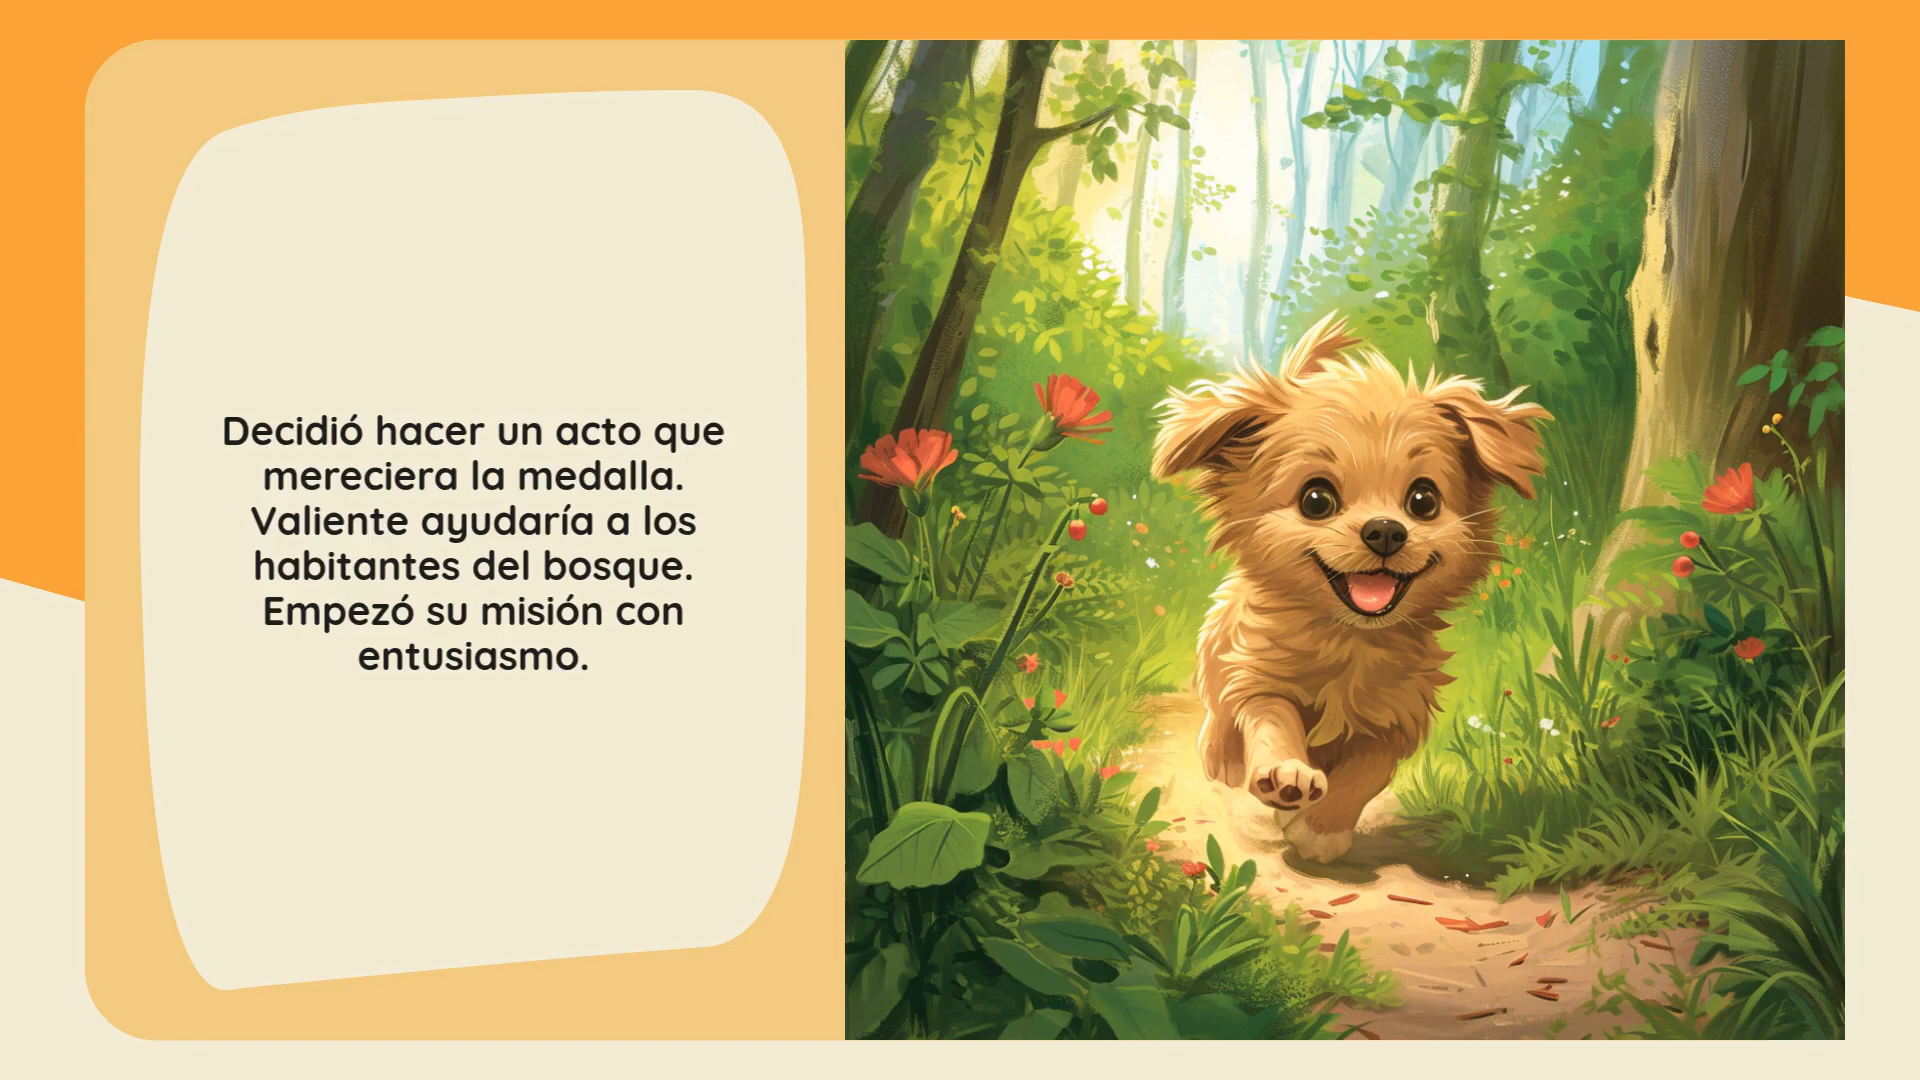 Decidió hacer un acto que
mereciera la medalla.
Valiente ayudaría a los
habitantes del bosque.
Empezó su misión con
entusiasmo.